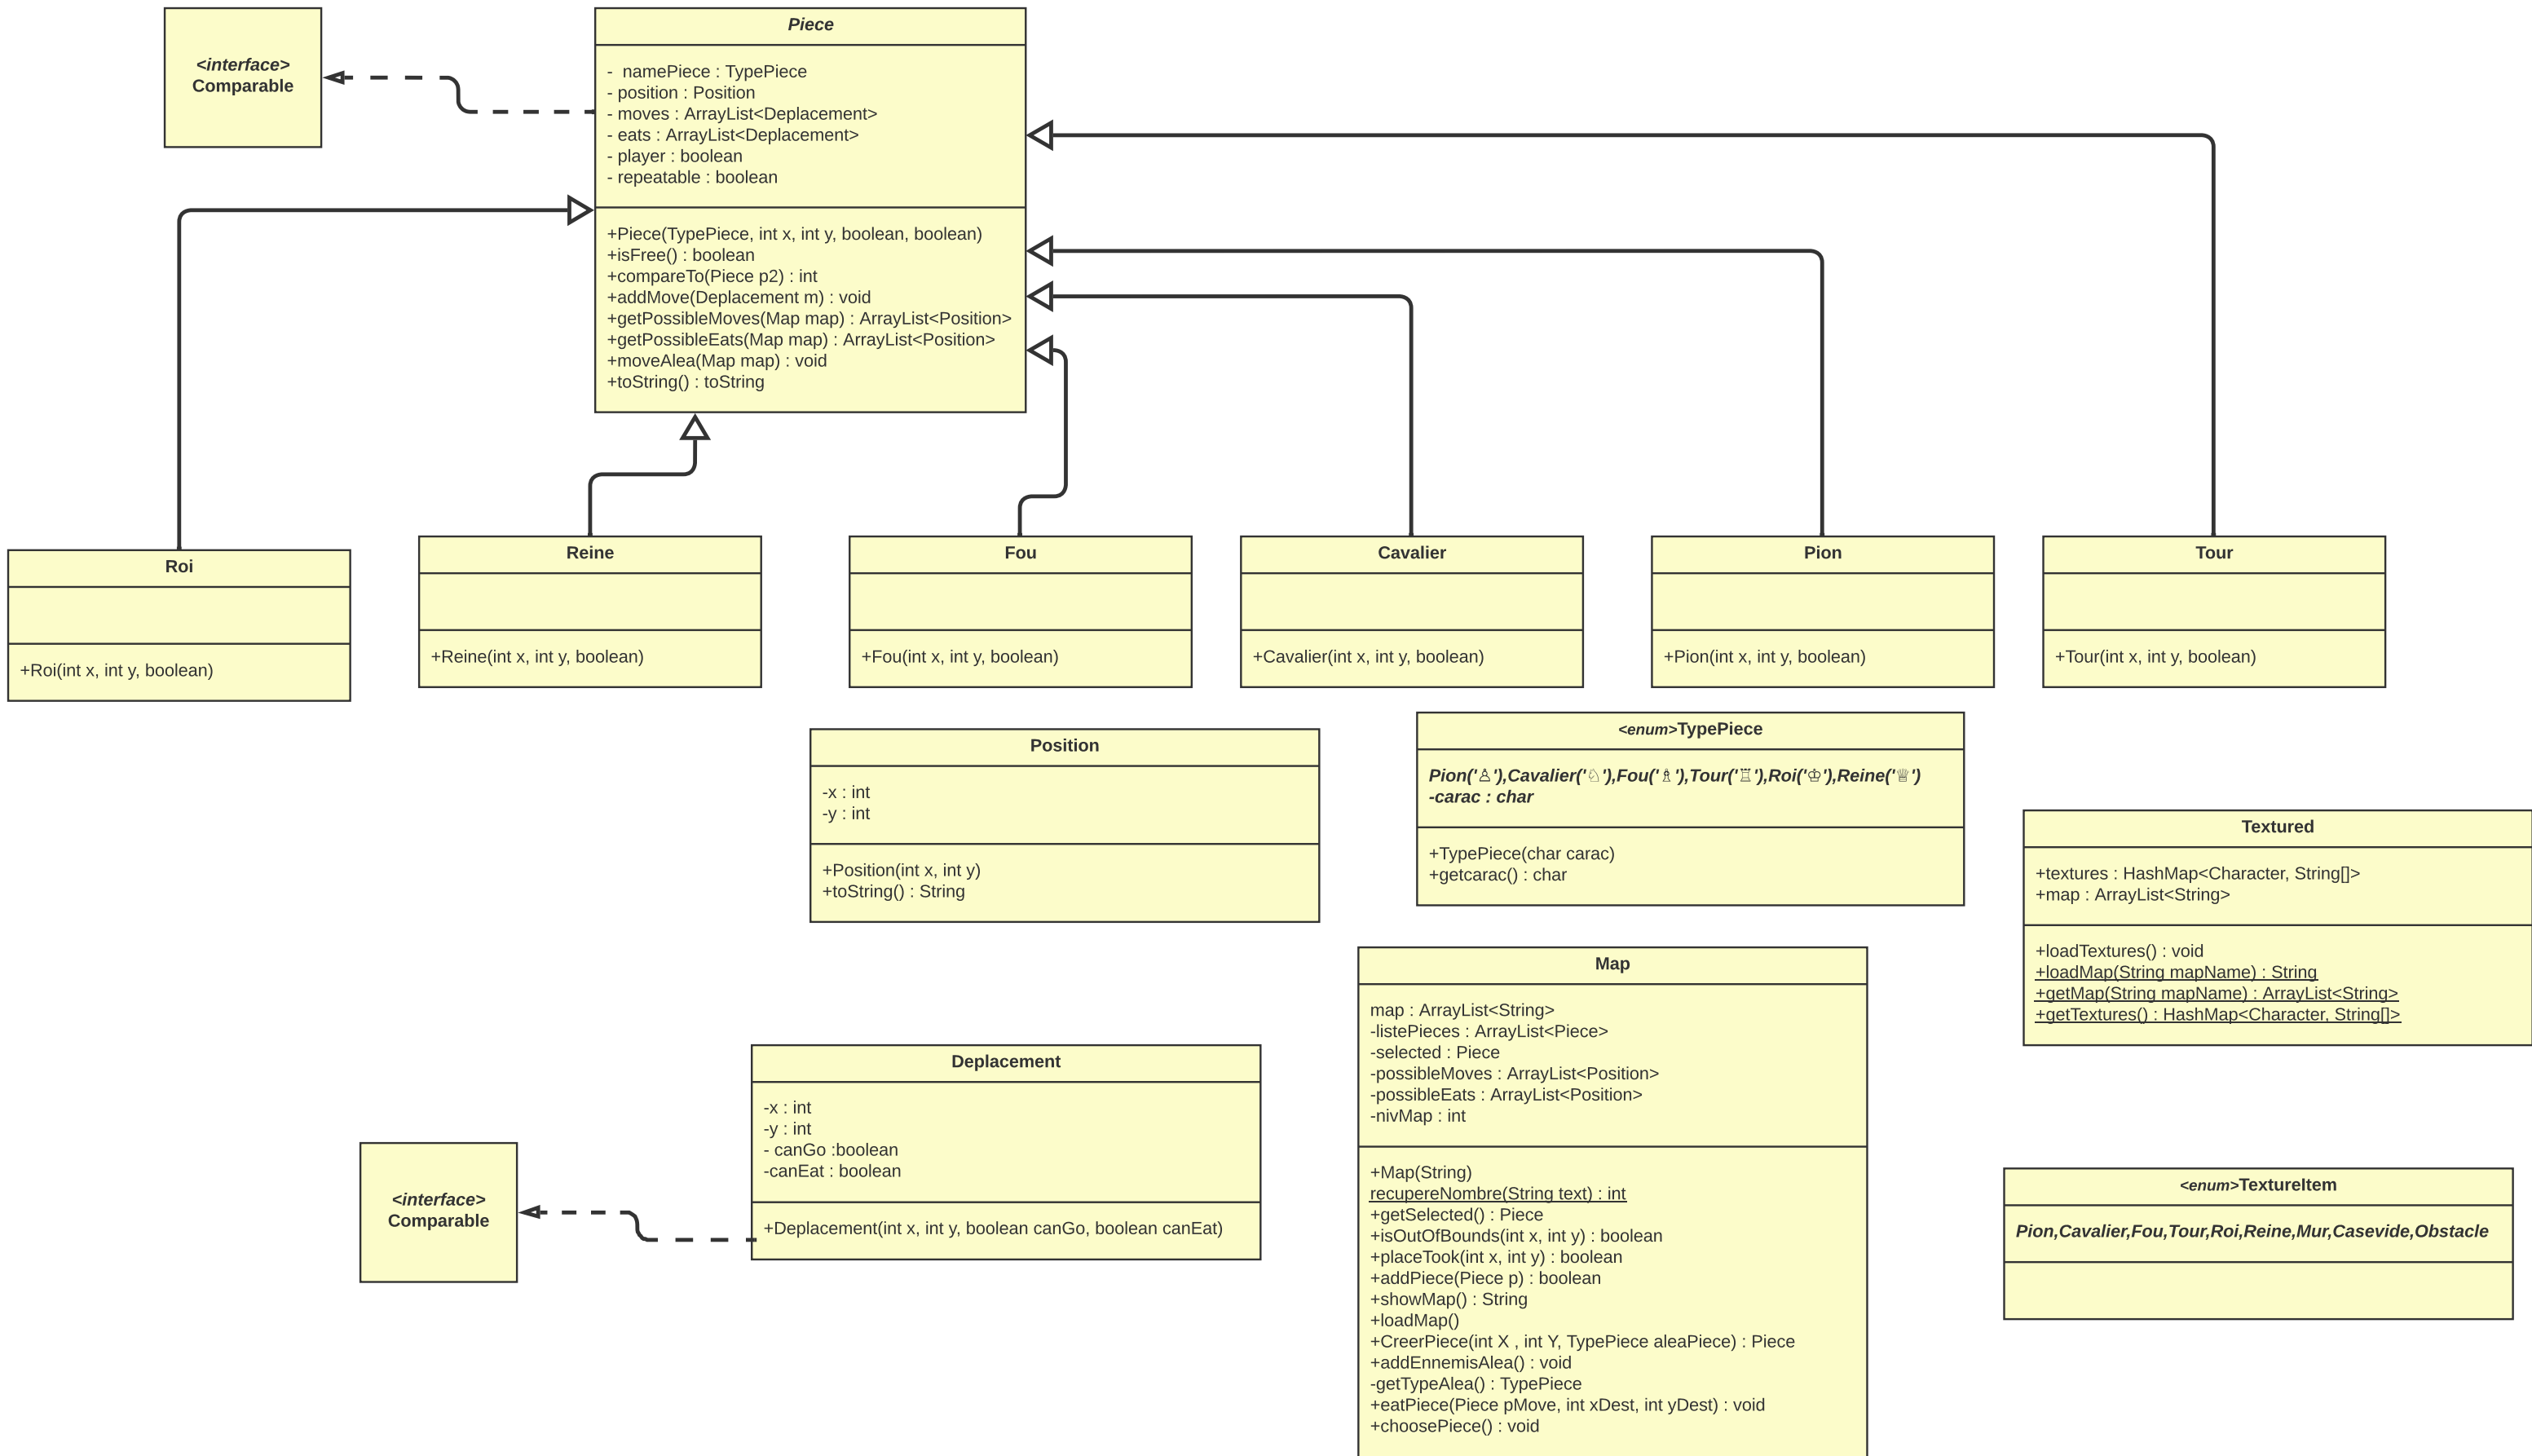 <interface>
Comparable
Piece
-  namePiece : TypePiece
- position : Position
- moves : ArrayList<Deplacement>
- eats : ArrayList<Deplacement>
- player : boolean
- repeatable : boolean
+Piece(TypePiece, int x, int y, boolean, boolean)
+isFree() : boolean
+compareTo(Piece p2) : int
+addMove(Deplacement m) : void
+getPossibleMoves(Map map) : ArrayList<Position>
+getPossibleEats(Map map) : ArrayList<Position>
+moveAlea(Map map) : void
+toString() : toString
Roi
+Roi(int x, int y, boolean)
Reine
+Reine(int x, int y, boolean)
Fou
+Fou(int x, int y, boolean)
Cavalier
+Cavalier(int x, int y, boolean)
Pion
+Pion(int x, int y, boolean)
Tour
+Tour(int x, int y, boolean)
Position
-x : int
-y : int
+Position(int x, int y)
+toString() : String
<enum>TypePiece
Pion('♙'),Cavalier('♘'),Fou('♗'),Tour('♖'),Roi('♔'),Reine('♕')
-carac : char
+TypePiece(char carac)
+getcarac() : char
Textured
+textures : HashMap<Character, String[]>
+map : ArrayList<String>
+loadTextures() : void
+loadMap(String mapName) : String
+getMap(String mapName) : ArrayList<String>
+getTextures() : HashMap<Character, String[]>
Map
map : ArrayList<String>
-listePieces : ArrayList<Piece>
-selected : Piece
-possibleMoves : ArrayList<Position>
-possibleEats : ArrayList<Position>
-nivMap : int
+Map(String)
recupereNombre(String text) : int
+getSelected() : Piece
+isOutOfBounds(int x, int y) : boolean
+placeTook(int x, int y) : boolean
+addPiece(Piece p) : boolean
+showMap() : String
+loadMap()
+CreerPiece(int X , int Y, TypePiece aleaPiece) : Piece
+addEnnemisAlea() : void
-getTypeAlea() : TypePiece
+eatPiece(Piece pMove, int xDest, int yDest) : void
+choosePiece() : void
Deplacement
-x : int
-y : int
- canGo :boolean
-canEat : boolean
+Deplacement(int x, int y, boolean canGo, boolean canEat)
<interface>
Comparable
<enum>TextureItem
Pion,Cavalier,Fou,Tour,Roi,Reine,Mur,Casevide,Obstacle